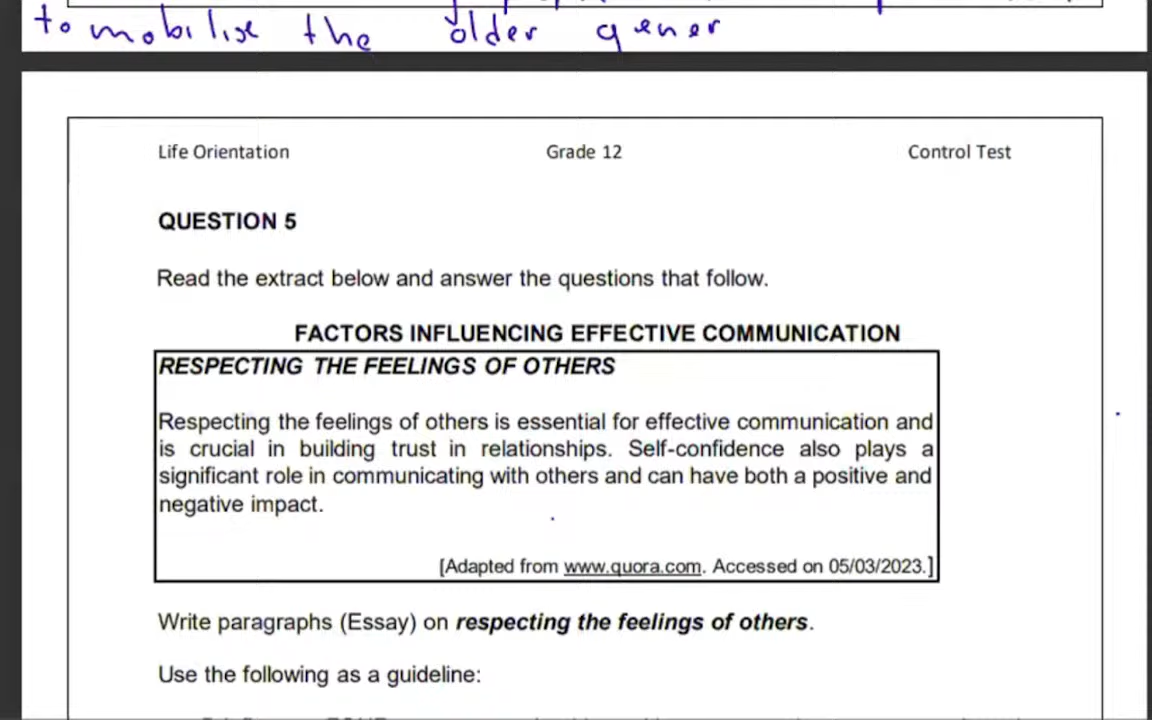 to mobilise the older gener
Life Orientation Grade 12 Control Test
QUESTION 5
Read the extract below and answer the questions that follow.
FACTORS INFLUENCING EFFECTIVE COMMUNICATION
RESPECTING THE FEELINGS OF OTHERS
Respecting the feelings of others is essential for effective communication and
is crucial in building trust in relationships. Self-confidence also plays a
significant role in communicating with others and can have both a positive and
negative impact.
[Adapted from www.quora.com. Accessed on 05/03/2023.]
Write paragraphs (Essay) on respecting the feelings of others.
Use the following as a guideline: